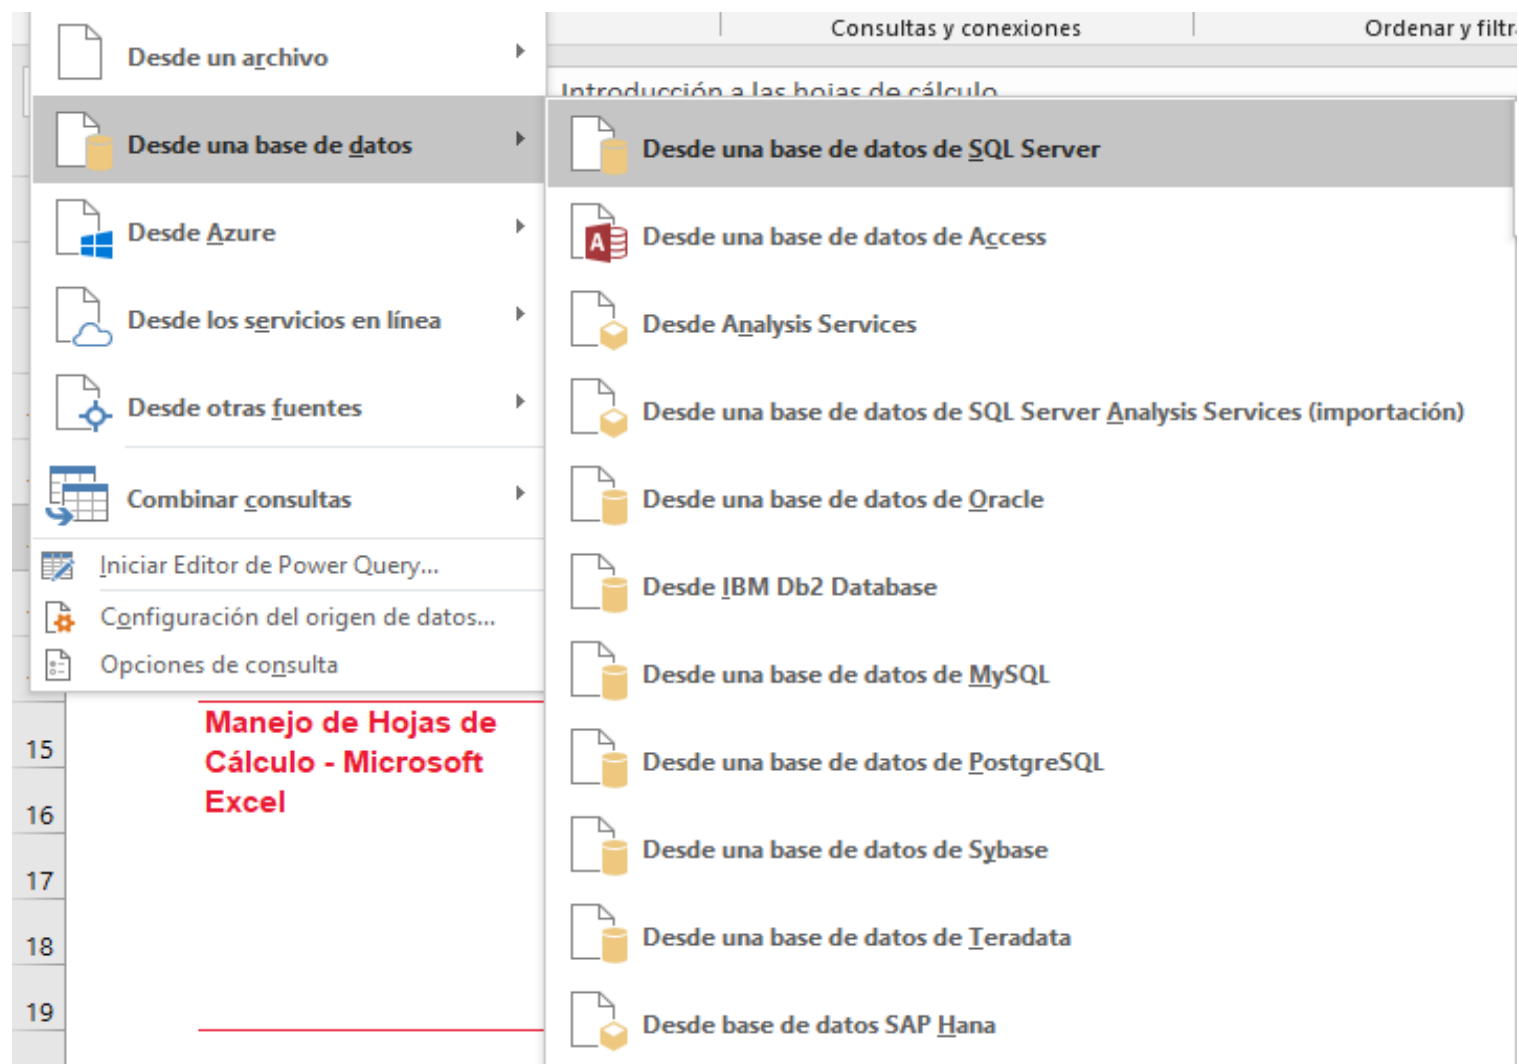 Consultas y conexiones
Ordenar y filtr
Introducción a las hojas de cálculo
Desde un archivo
Desde una base de datos
Desde Azure
Desde los servicios en línea
Desde otras fuentes
Combinar consultas
Iniciar Editor de Power Query...
Configuración del origen de datos...
Opciones de consulta
Desde una base de datos de SQL Server
Desde una base de datos de Access
Desde Analysis Services
Desde una base de datos de SQL Server Analysis Services (importación)
Desde una base de datos de Oracle
Desde IBM Db2 Database
Desde una base de datos de MySQL
Desde una base de datos de PostgreSQL
Desde una base de datos de Sybase
Desde una base de datos de Teradata
Desde base de datos SAP Hana
15
16
17
18
19
Manejo de Hojas de
Cálculo - Microsoft
Excel